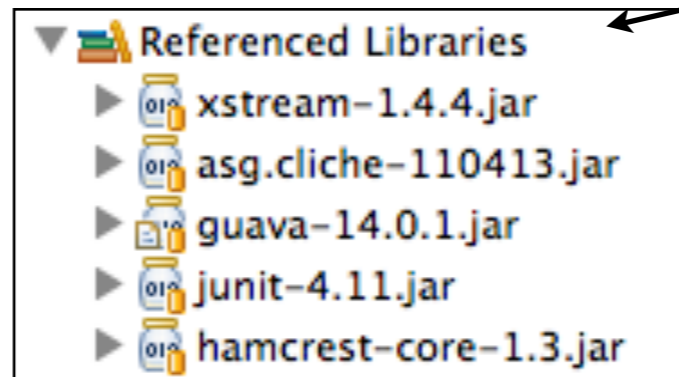 Referenced Libraries
xstream-1.4.4.jar
asg.cliche-110413.jar
guava-14.0.1.jar
junit-4.11.jar
hamcrest-core-1.3.jar